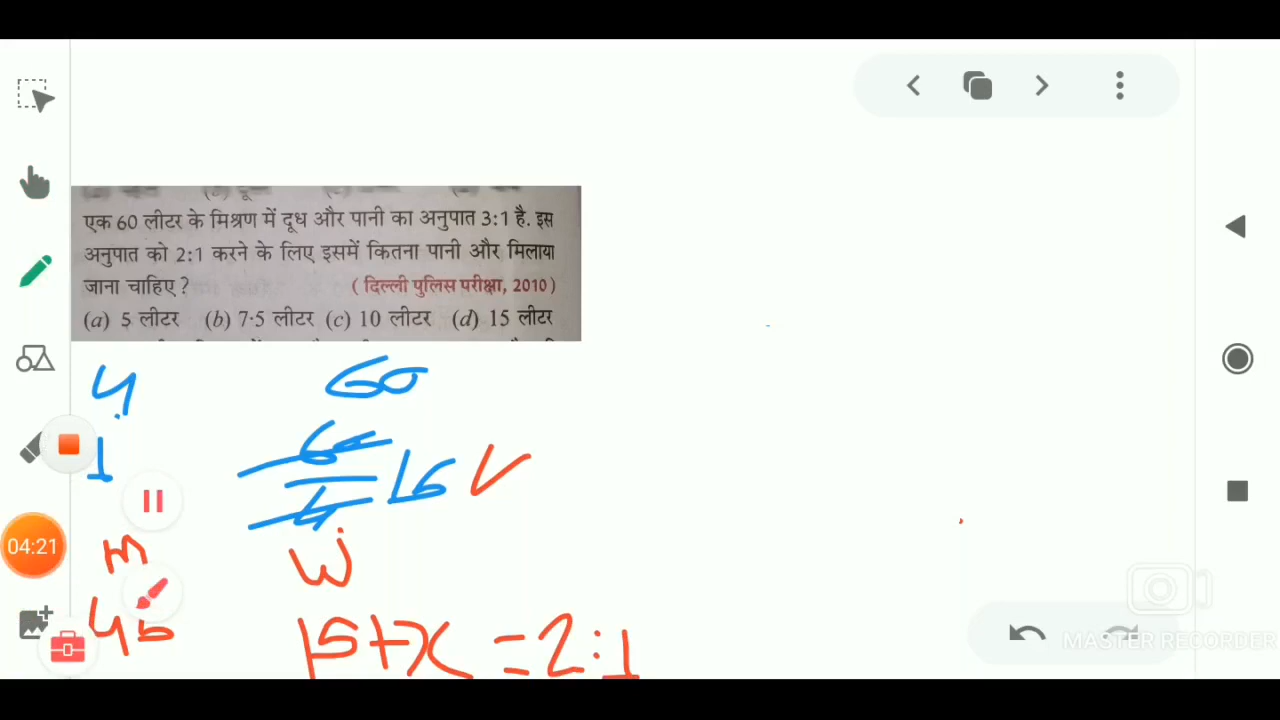 एक 60 लीटर के मिश्रण में दूध और पानी का अनुपात 3:1 है. इस
अनुपात को 2:1 करने के लिए इसमें कितना पानी और मिलाया
जाना चाहिए ? ( दिल्ली पुलिस परीक्षा, 2010 )
(a) 5 लीटर (b) 7·5 लीटर (c) 10 लीटर (d) 15 लीटर
4 60
1 60
4 15
04:21
m W
45 15+x = 2:1
MASTER RECORDER